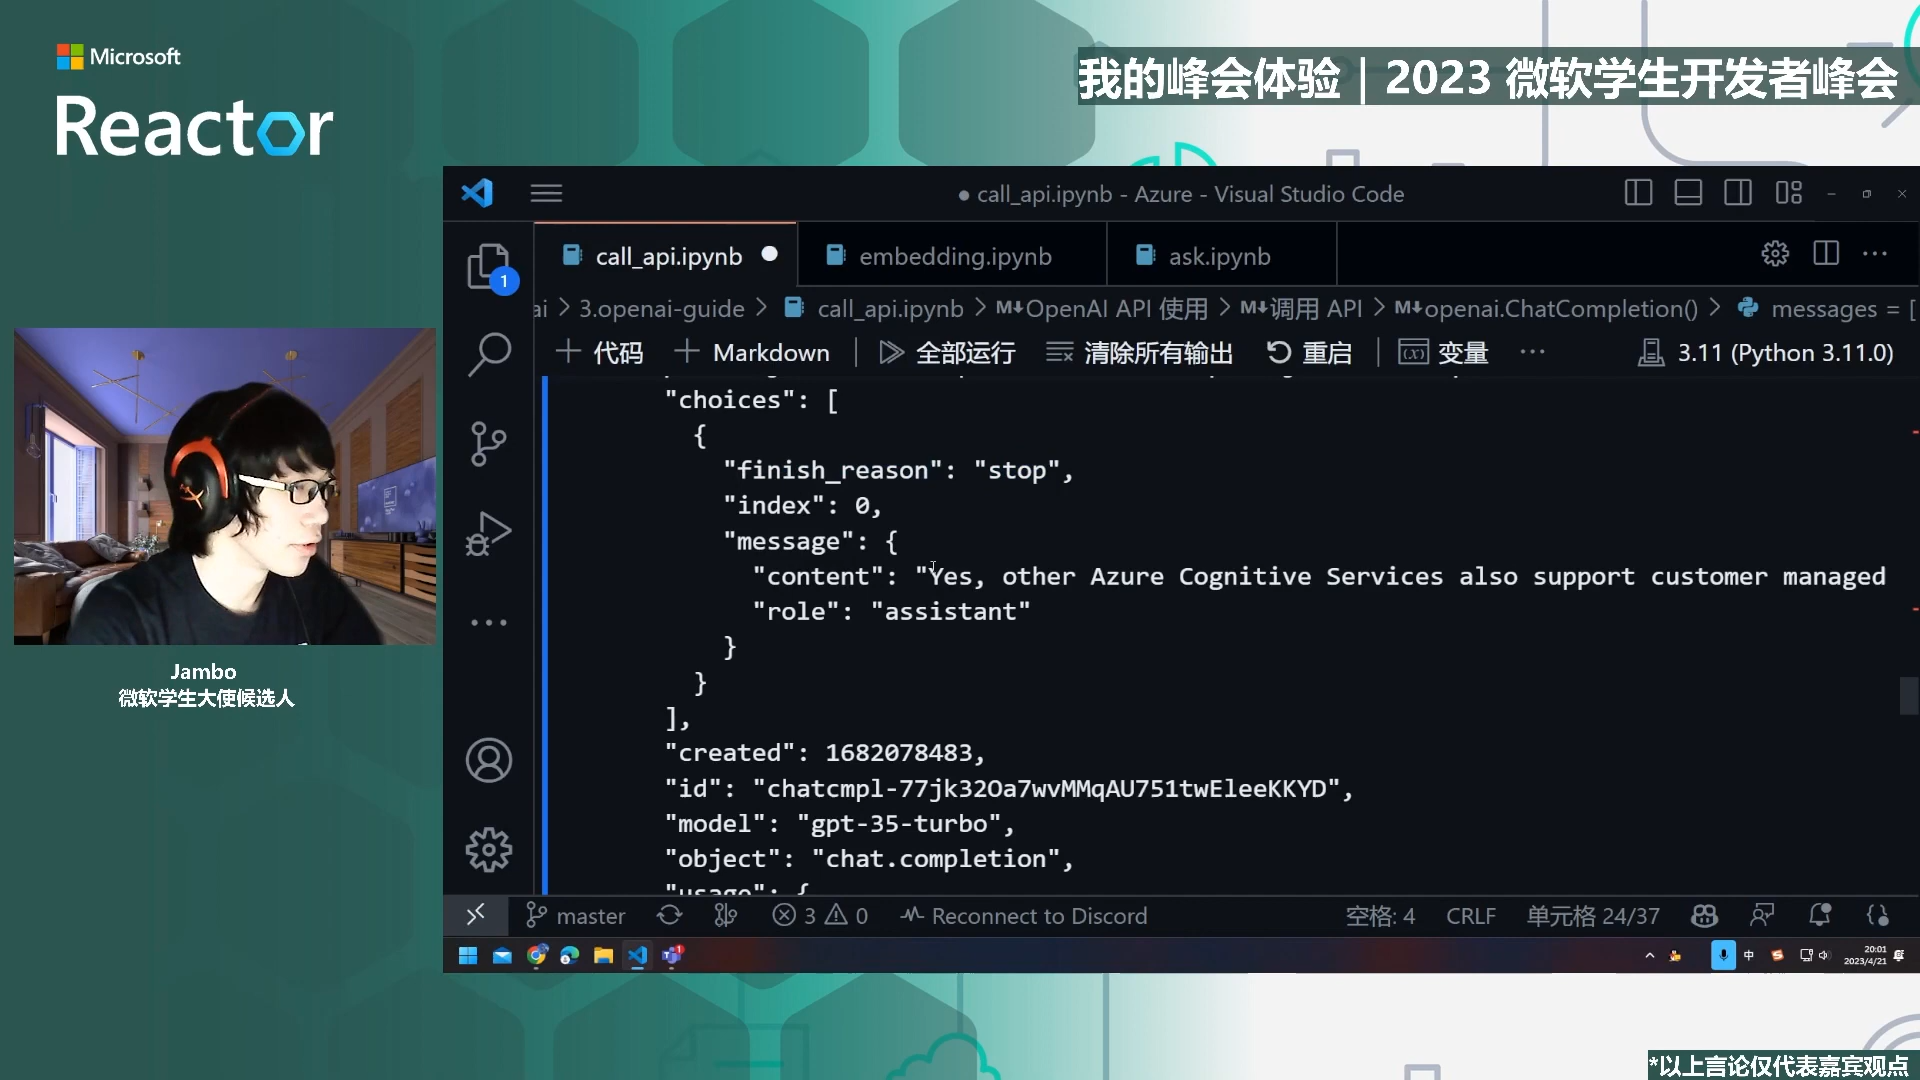 Microsoft
Reactor
我的峰会体验｜2023 微软学生开发者峰会
call_api.ipynb - Azure - Visual Studio Code
call_api.ipynb
embedding.ipynb
ask.ipynb
1
ai > 3.openai-guide > call_api.ipynb > M↓OpenAI API 使用 > M↓调用 API > M↓openai.ChatCompletion() > messages = [
+ 代码 + Markdown | 全部运行 清除所有输出 重启 | 变量 ··· 3.11 (Python 3.11.0)
"choices": [
{
"finish_reason": "stop",
"index": 0,
"message": {
"content": "Yes, other Azure Cognitive Services also support customer managed
"role": "assistant"
}
}
],
"created": 1682078483,
"id": "chatcmpl-77jk32Oa7wvMMqAU751twEleeKKYD",
"model": "gpt-35-turbo",
"object": "chat.completion",
"usage": {
Jambo
微软学生大使候选人
master 3 0 Reconnect to Discord 空格: 4 CRLF 单元格 24/37
中
20:01
2023/4/21
*以上言论仅代表嘉宾观点